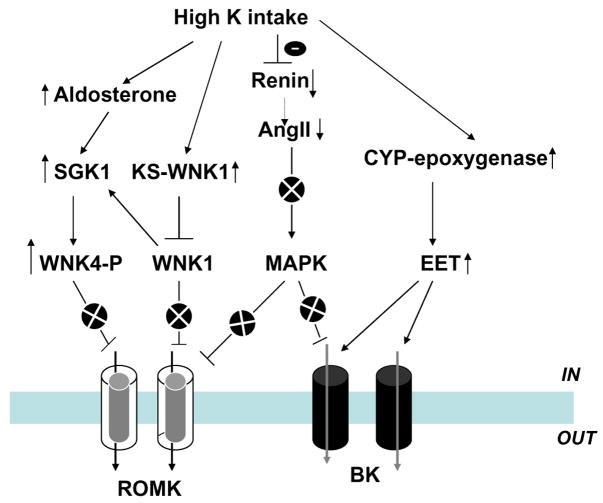 High K intake
Renin
Aldosterone
AngII
CYP-epoxygenase
SGK1 KS-WNK1
WNK4-P WNK1 MAPK EET
IN
OUT
ROMK BK